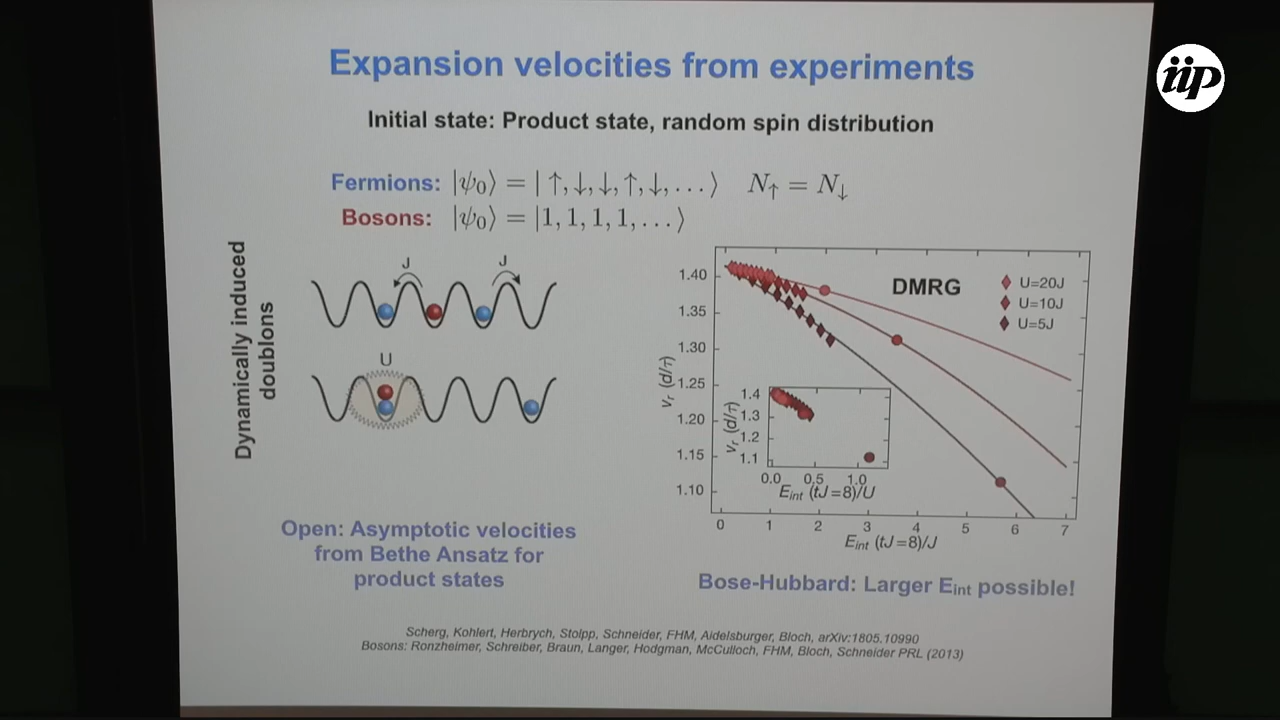 Expansion velocities from experiments
iip
Initial state: Product state, random spin distribution
Fermions: |ψ₀⟩ = | ↑, ↓, ↓, ↑, ↓, . . . ⟩ N↑ = N↓
Bosons: |ψ₀⟩ = |1, 1, 1, 1, . . . ⟩
Dynamically induced
doublons
J J
U
DMRG
U=20J
U=10J
U=5J
1.40
1.35
1.30
1.25
1.20
1.15
1.10
vᵣ (d/τ)
1.4
1.3
1.2
1.1
vᵣ (d/τ)
0.0 0.5 1.0
Eint (tJ=8)/U
0 1 2 3 4 5 6 7
Eint (tJ=8)/J
Open: Asymptotic velocities
from Bethe Ansatz for
product states
Bose-Hubbard: Larger Eint possible!
Scherg, Kohlert, Herbrych, Stolpp, Schneider, FHM, Aidelsburger, Bloch, arXiv:1805.10990
Bosons: Ronzheimer, Schreiber, Braun, Langer, Hodgman, McCulloch, FHM, Bloch, Schneider PRL (2013)